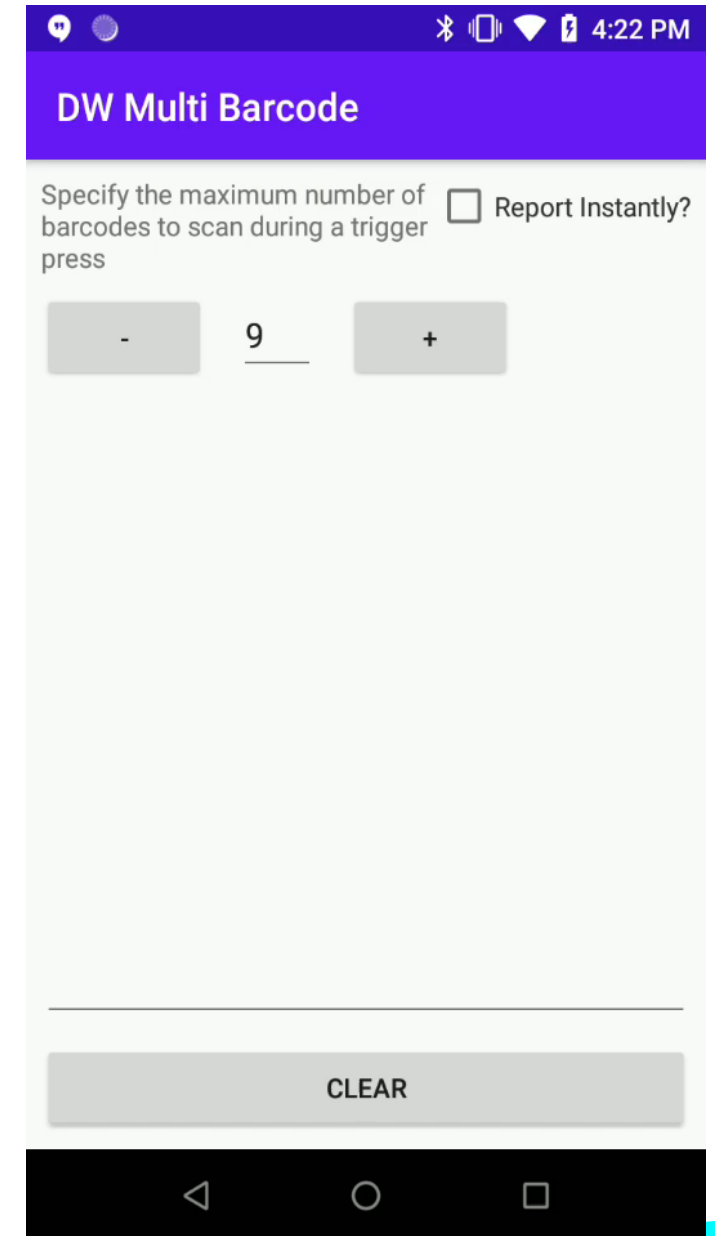 4:22 PM
DW Multi Barcode
Specify the maximum number of
barcodes to scan during a trigger
press
Report Instantly?
-
9
+
CLEAR